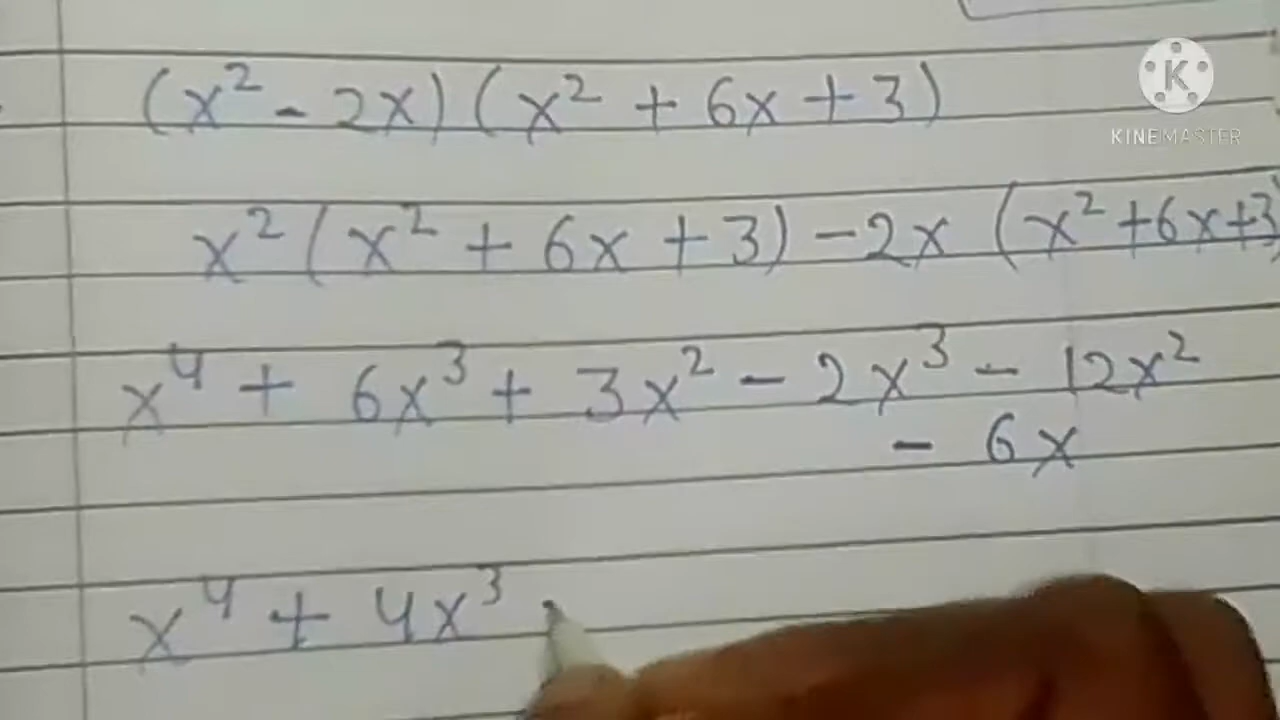 (x² - 2x) (x² + 6x + 3)
K
KINEMASTER
x² (x² + 6x + 3) - 2x (x² + 6x + 3)
x⁴ + 6x³ + 3x² - 2x³ - 12x²
- 6x
x⁴ + 4x³